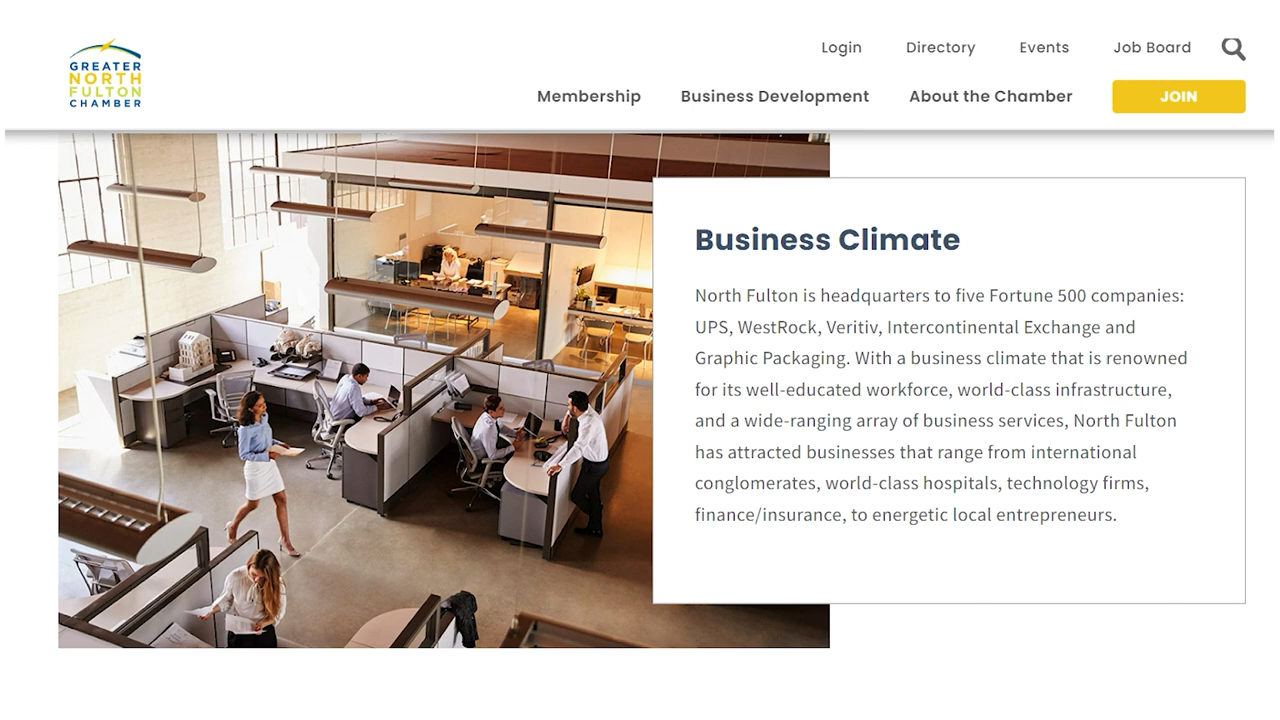 GREATER
NORTH
FULTON
CHAMBER
Login Directory Events Job Board
Membership Business Development About the Chamber JOIN
Business Climate
North Fulton is headquarters to five Fortune 500 companies:
UPS, WestRock, Veritiv, Intercontinental Exchange and
Graphic Packaging. With a business climate that is renowned
for its well-educated workforce, world-class infrastructure,
and a wide-ranging array of business services, North Fulton
has attracted businesses that range from international
conglomerates, world-class hospitals, technology firms,
finance/insurance, to energetic local entrepreneurs.